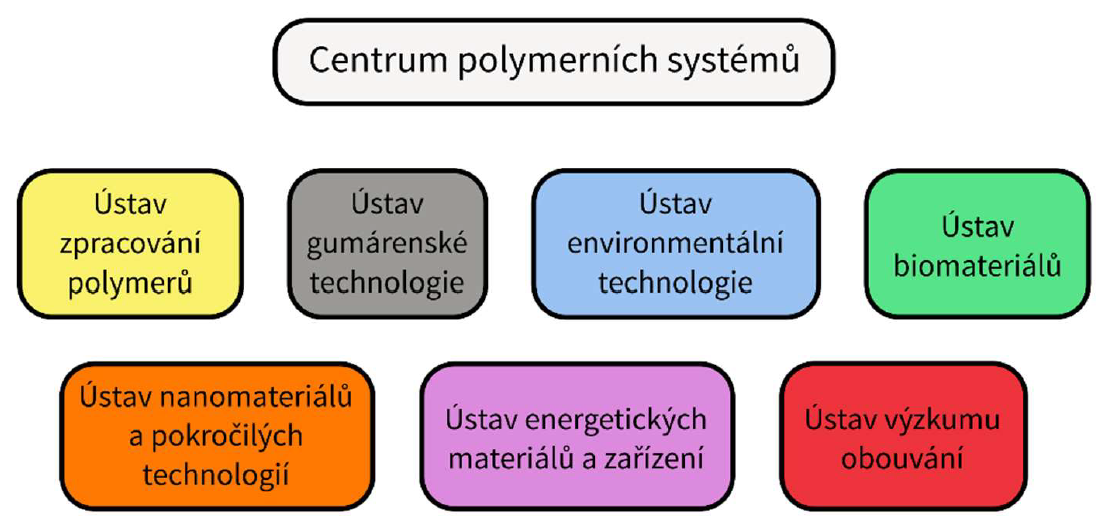 Centrum polymerních systémů
Ústav
zpracování
polymerů
Ústav
gumárenské
technologie
Ústav
environmentální
technologie
Ústav
biomateriálů
Ústav nanomateriálů
a pokročilých
technologií
Ústav energetických
materiálů a zařízení
Ústav výzkumu
obouvání